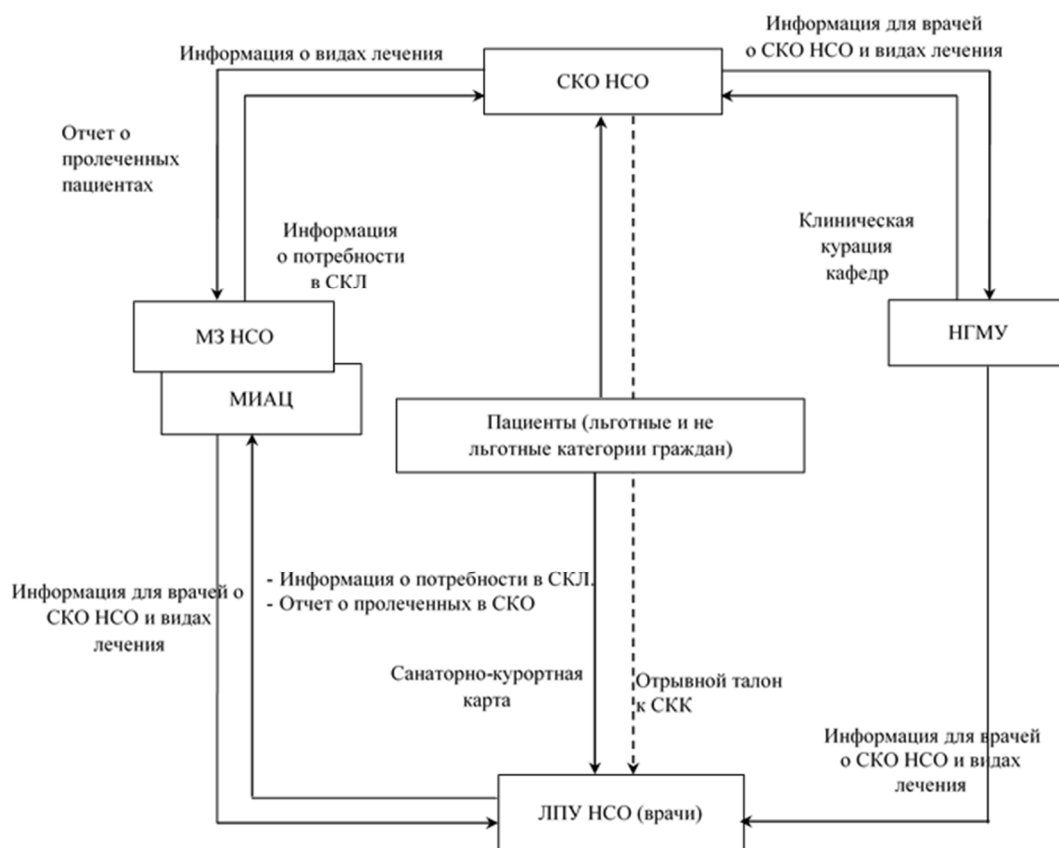 Информация для врачей
о СКО НСО и видах лечения
Информация о видах лечения
СКО НСО
Отчет о
пролеченных
пациентах
Информация
о потребности
в СКЛ
Клиническая
курация
кафедр
МЗ НСО
НГМУ
МИАЦ
Пациенты (льготные и не
льготные категории граждан)
- Информация о потребности в СКЛ.
- Отчет о пролеченных в СКО
Информация для врачей о
СКО НСО и видах
лечения
Санаторно-курортная
карта
Отрывной талон
к СКК
Информация для врачей
о СКО НСО и видах
лечения
ЛПУ НСО (врачи)